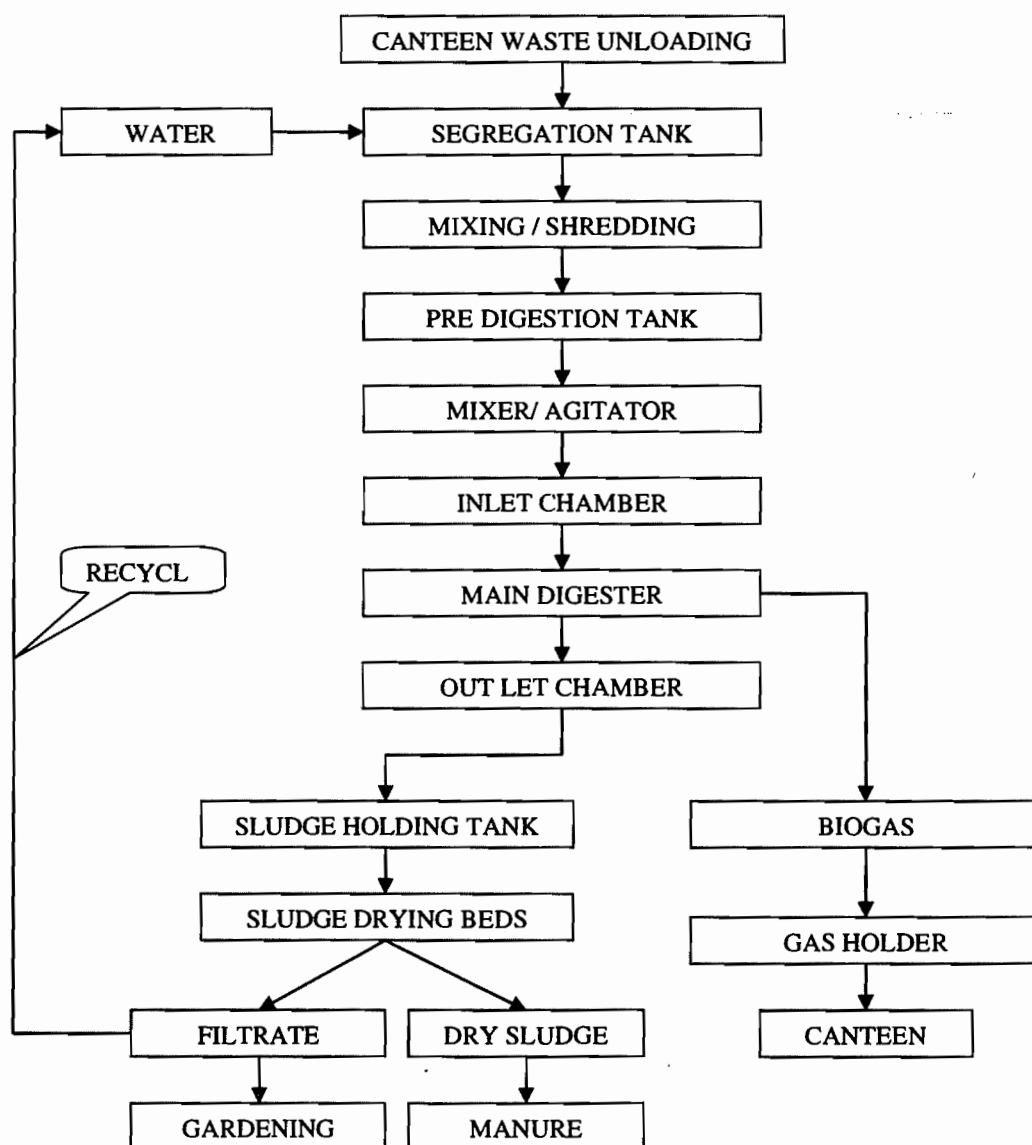 CANTEEN WASTE UNLOADING
WATER
SEGREGATION TANK
MIXING / SHREDDING
PRE DIGESTION TANK
MIXER/ AGITATOR
INLET CHAMBER
RECYCL
MAIN DIGESTER
OUT LET CHAMBER
SLUDGE HOLDING TANK
BIOGAS
SLUDGE DRYING BEDS
GAS HOLDER
FILTRATE
DRY SLUDGE
CANTEEN
GARDENING
MANURE